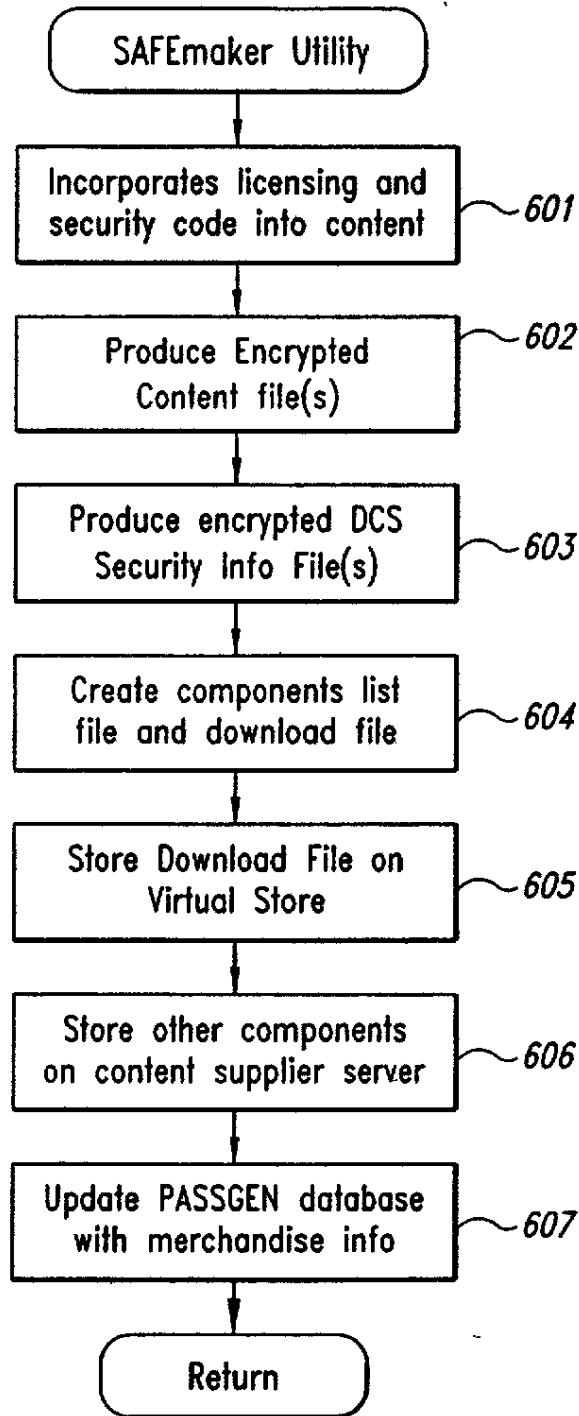 SAFEmaker Utility
Incorporates licensing and
security code into content
601
Produce Encrypted
Content file(s)
602
Produce encrypted DCS
Security Info File(s)
603
Create components list
file and download file
604
Store Download File on
Virtual Store
605
Store other components
on content supplier server
606
Update PASSGEN database
with merchandise info
607
Return